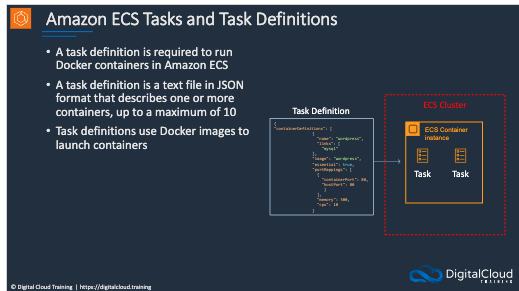 Amazon ECS Tasks and Task Definitions
• A task definition is required to run
Docker containers in Amazon ECS
• A task definition is a text file in JSON
format that describes one or more
containers, up to a maximum of 10
• Task definitions use Docker images to
launch containers
Task Definition
{
"containerDefinitions": [
{
"name": "wordpress",
"links": [
"mysql"
],
"image": "wordpress",
"essential": true,
"portMappings": [
{
"containerPort": 80,
"hostPort": 80
}
],
"memory": 500,
"cpu": 10
}
ECS Cluster
ECS Container
instance
Task Task
DigitalCloud
TRAINING
© Digital Cloud Training | https://digitalcloud.training